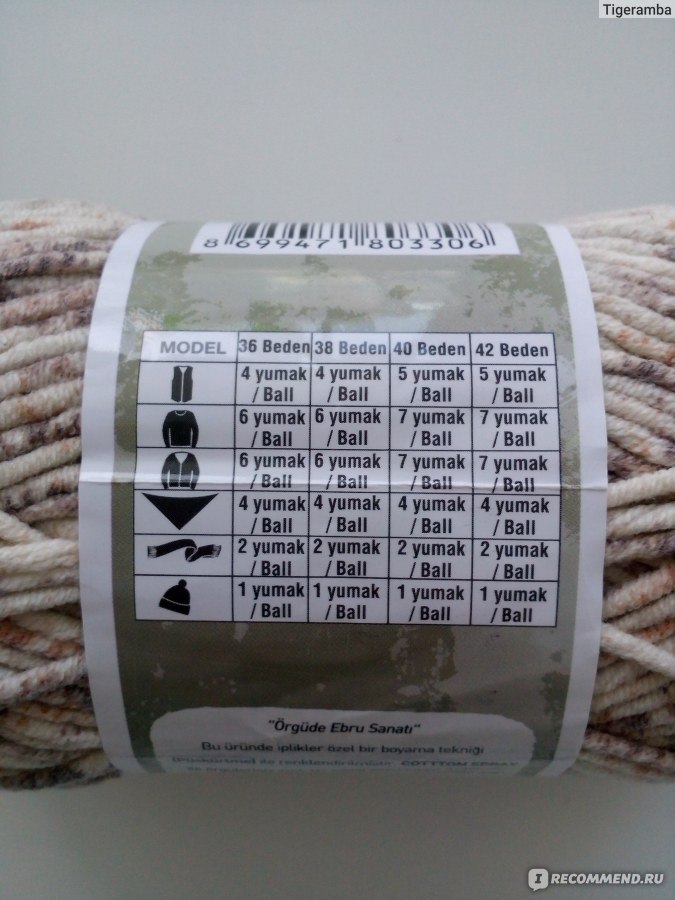 Tigeramba
8 699471 803306
MODEL 36 Beden 38 Beden 40 Beden 42 Beden
4 yumak 4 yumak 5 yumak 5 yumak
/ Ball / Ball / Ball / Ball
6 yumak 6 yumak 7 yumak 7 yumak
/ Ball / Ball / Ball / Ball
6 yumak 6 yumak 7 yumak 7 yumak
/ Ball / Ball / Ball / Ball
4 yumak 4 yumak 4 yumak 4 yumak
/ Ball / Ball / Ball / Ball
2 yumak 2 yumak 2 yumak 2 yumak
/ Ball / Ball / Ball / Ball
1 yumak 1 yumak 1 yumak 1 yumak
/ Ball / Ball / Ball / Ball
"Örgüde Ebru Sanatı"
Bu üründe iplikler özel bir boyama tekniği
ile
I RECOMMEND.RU